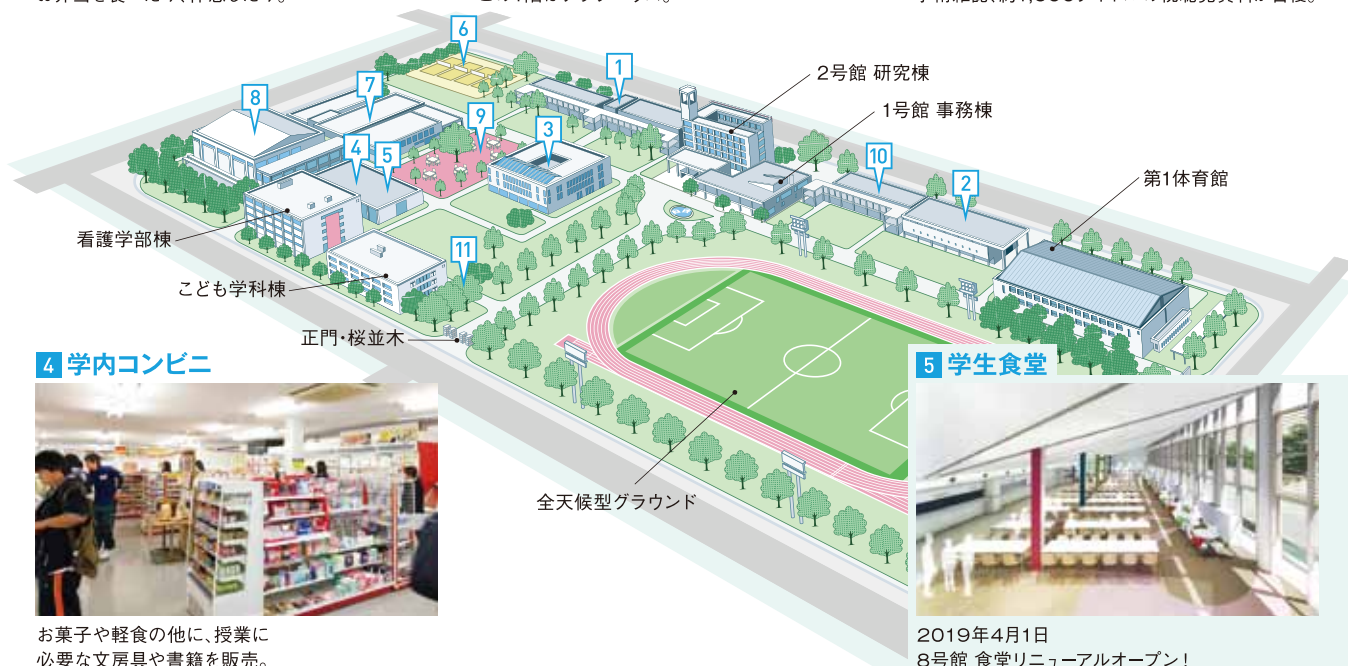 6
1
2号館 研究棟
7
8
1号館 事務棟
9
3
4
5
10
2
第1体育館
看護学部棟
11
こども学科棟
正門・桜並木
4 学内コンビニ
5 学生食堂
全天候型グラウンド
お菓子や軽食の他に、授業に
必要な文房具や書籍を販売。
2019年4月1日
8号館 食堂リニューアルオープン!